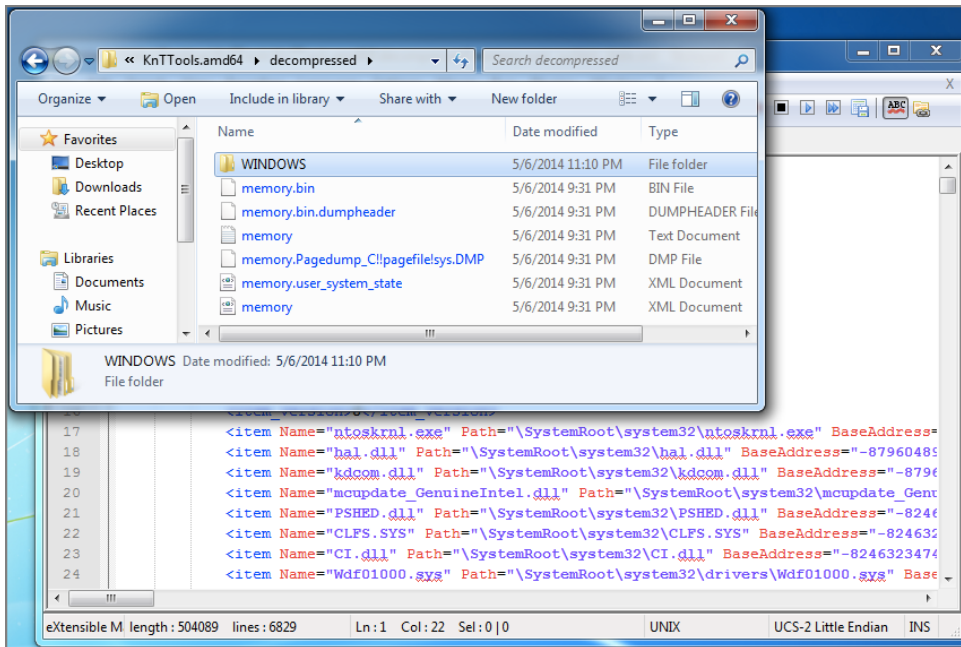 « KnTTools.amd64 ▸ decompressed ▸ Search decompressed
Organize Open Include in library Share with New folder
Favorites
Desktop
Downloads
Recent Places
Libraries
Documents
Music
Pictures
Name Date modified Type
WINDOWS 5/6/2014 11:10 PM File folder
memory.bin 5/6/2014 9:31 PM BIN File
memory.bin.dumpheader 5/6/2014 9:31 PM DUMPHEADER File
memory 5/6/2014 9:31 PM Text Document
memory.Pagedump_C!!pagefile!sys.DMP 5/6/2014 9:31 PM DMP File
memory.user_system_state 5/6/2014 9:31 PM XML Document
memory 5/6/2014 9:31 PM XML Document
WINDOWS Date modified: 5/6/2014 11:10 PM
File folder
ABC
17 <item Name="ntoskrnl.exe" Path="\SystemRoot\system32\ntoskrnl.exe" BaseAddress=
18 <item Name="hal.dll" Path="\SystemRoot\system32\hal.dll" BaseAddress="-87960489
19 <item Name="kdcom.dll" Path="\SystemRoot\system32\kdcom.dll" BaseAddress="-8796
20 <item Name="mcupdate_GenuineIntel.dll" Path="\SystemRoot\system32\mcupdate_Genu
21 <item Name="PSHED.dll" Path="\SystemRoot\system32\PSHED.dll" BaseAddress="-8246
22 <item Name="CLFS.SYS" Path="\SystemRoot\system32\CLFS.SYS" BaseAddress="-824632
23 <item Name="CI.dll" Path="\SystemRoot\system32\CI.dll" BaseAddress="-8246323474
24 <item Name="Wdf01000.sys" Path="\SystemRoot\system32\drivers\Wdf01000.sys" Base
eXtensible M length : 504089 lines : 6829 Ln : 1 Col : 22 Sel : 0 | 0 UNIX UCS-2 Little Endian INS